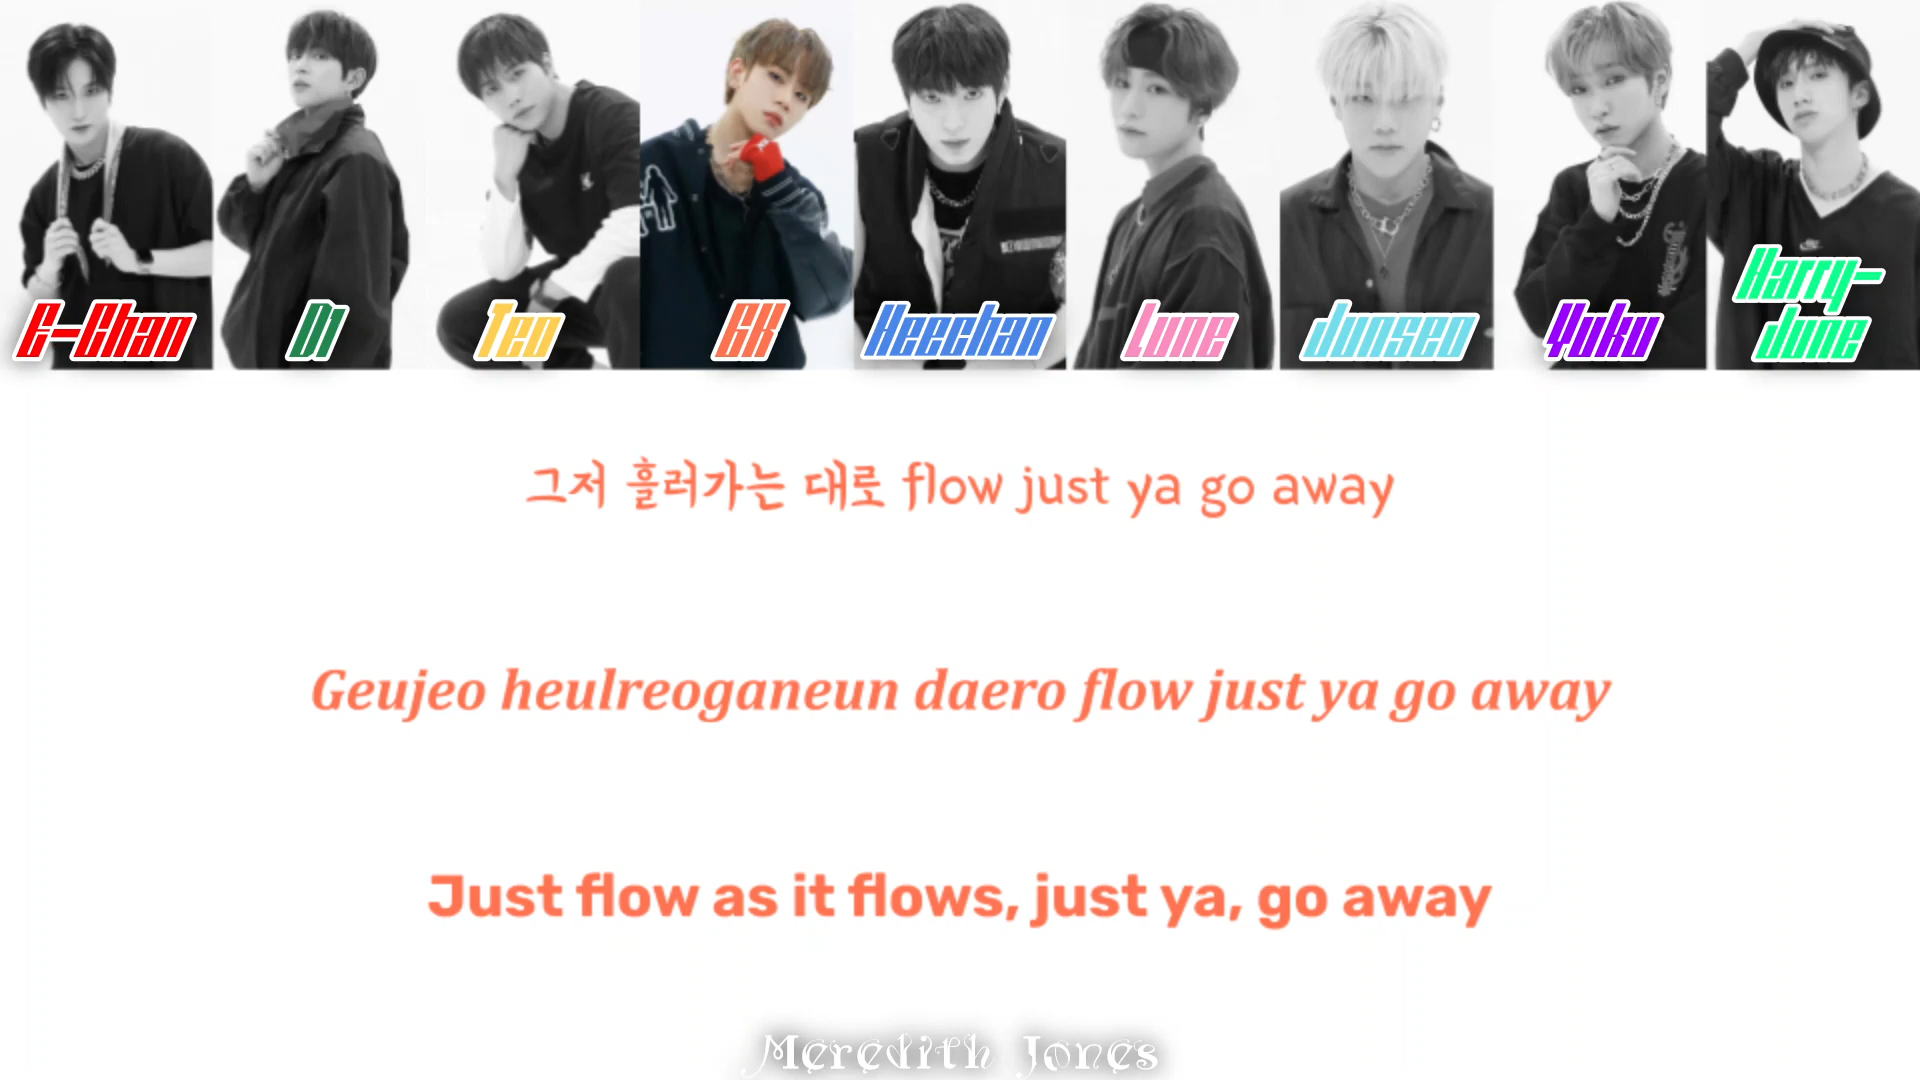 E-Chan
D1
Teo
GK
Heechan
Lune
Junseo
Yuku
Harry-
June
그저 흘러가는 대로 flow just ya go away
Geujeo heulreoganeun daero flow just ya go away
Just flow as it flows, just ya, go away
Meredith Jones